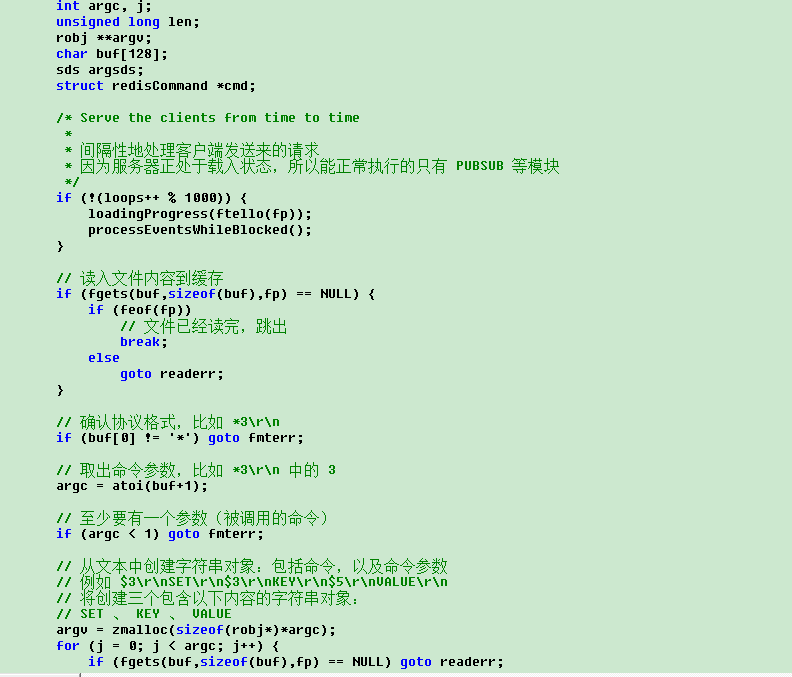 int argc, j;
unsigned long len;
robj **argv;
char buf[128];
sds argsds;
struct redisCommand *cmd;
/* Serve the clients from time to time
*
* 间隔性地处理客户端发送来的请求
* 因为服务器正处于载入状态，所以能正常执行的只有 PUBSUB 等模块
*/
if (!(loops++ % 1000)) {
loadingProgress(ftello(fp));
processEventsWhileBlocked();
}
// 读入文件内容到缓存
if (fgets(buf,sizeof(buf),fp) == NULL) {
if (feof(fp))
// 文件已经读完，跳出
break;
else
goto readerr;
}
// 确认协议格式，比如 *3\r\n
if (buf[0] != '*') goto fmterr;
// 取出命令参数，比如 *3\r\n 中的 3
argc = atoi(buf+1);
// 至少要有一个参数（被调用的命令）
if (argc < 1) goto fmterr;
// 从文本中创建字符串对象：包括命令，以及命令参数
// 例如 $3\r\nSET\r\n$3\r\nKEY\r\n$5\r\nVALUE\r\n
// 将创建三个包含以下内容的字符串对象：
// SET 、 KEY 、 VALUE
argv = zmalloc(sizeof(robj*)*argc);
for (j = 0; j < argc; j++) {
if (fgets(buf,sizeof(buf),fp) == NULL) goto readerr;